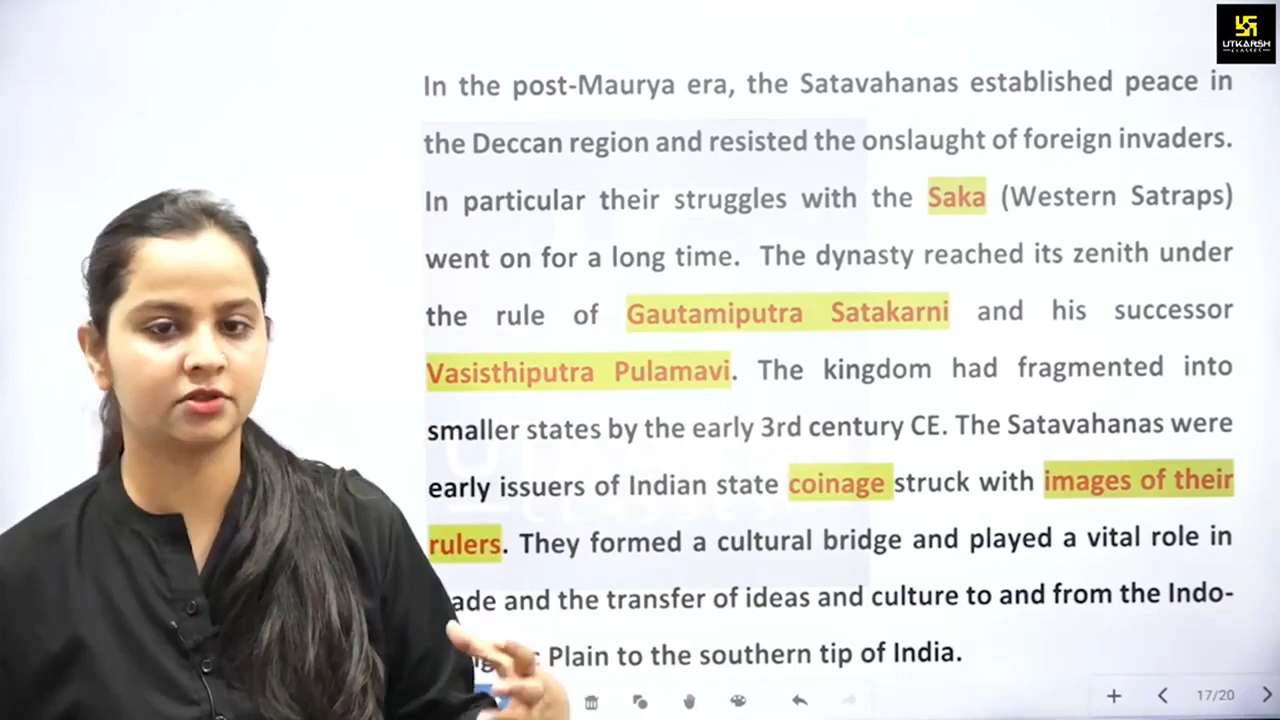 UTKARSH
CLASSES
In the post-Maurya era, the Satavahanas established peace in
the Deccan region and resisted the onslaught of foreign invaders.
In particular their struggles with the Saka (Western Satraps)
went on for a long time. The dynasty reached its zenith under
the rule of Gautamiputra Satakarni and his successor
Vasisthiputra Pulamavi. The kingdom had fragmented into
smaller states by the early 3rd century CE. The Satavahanas were
early issuers of Indian state coinage struck with images of their
rulers. They formed a cultural bridge and played a vital role in
ade and the transfer of ideas and culture to and from the Indo-
Plain to the southern tip of India.
17/20